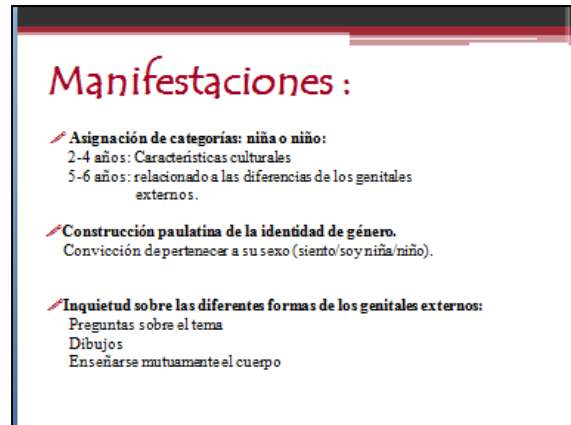 Manifestaciones :
Asignación de categorías: niña o niño:
2-4 años: Características culturales
5-6 años: relacionado a las diferencias de los genitales
externos.
Construcción paulatina de la identidad de género.
Convicción de pertenecer a su sexo (siento/soy niña/niño).
Inquietud sobre las diferentes formas de los genitales externos:
Preguntas sobre el tema
Dibujos
Enseñarse mutuamente el cuerpo